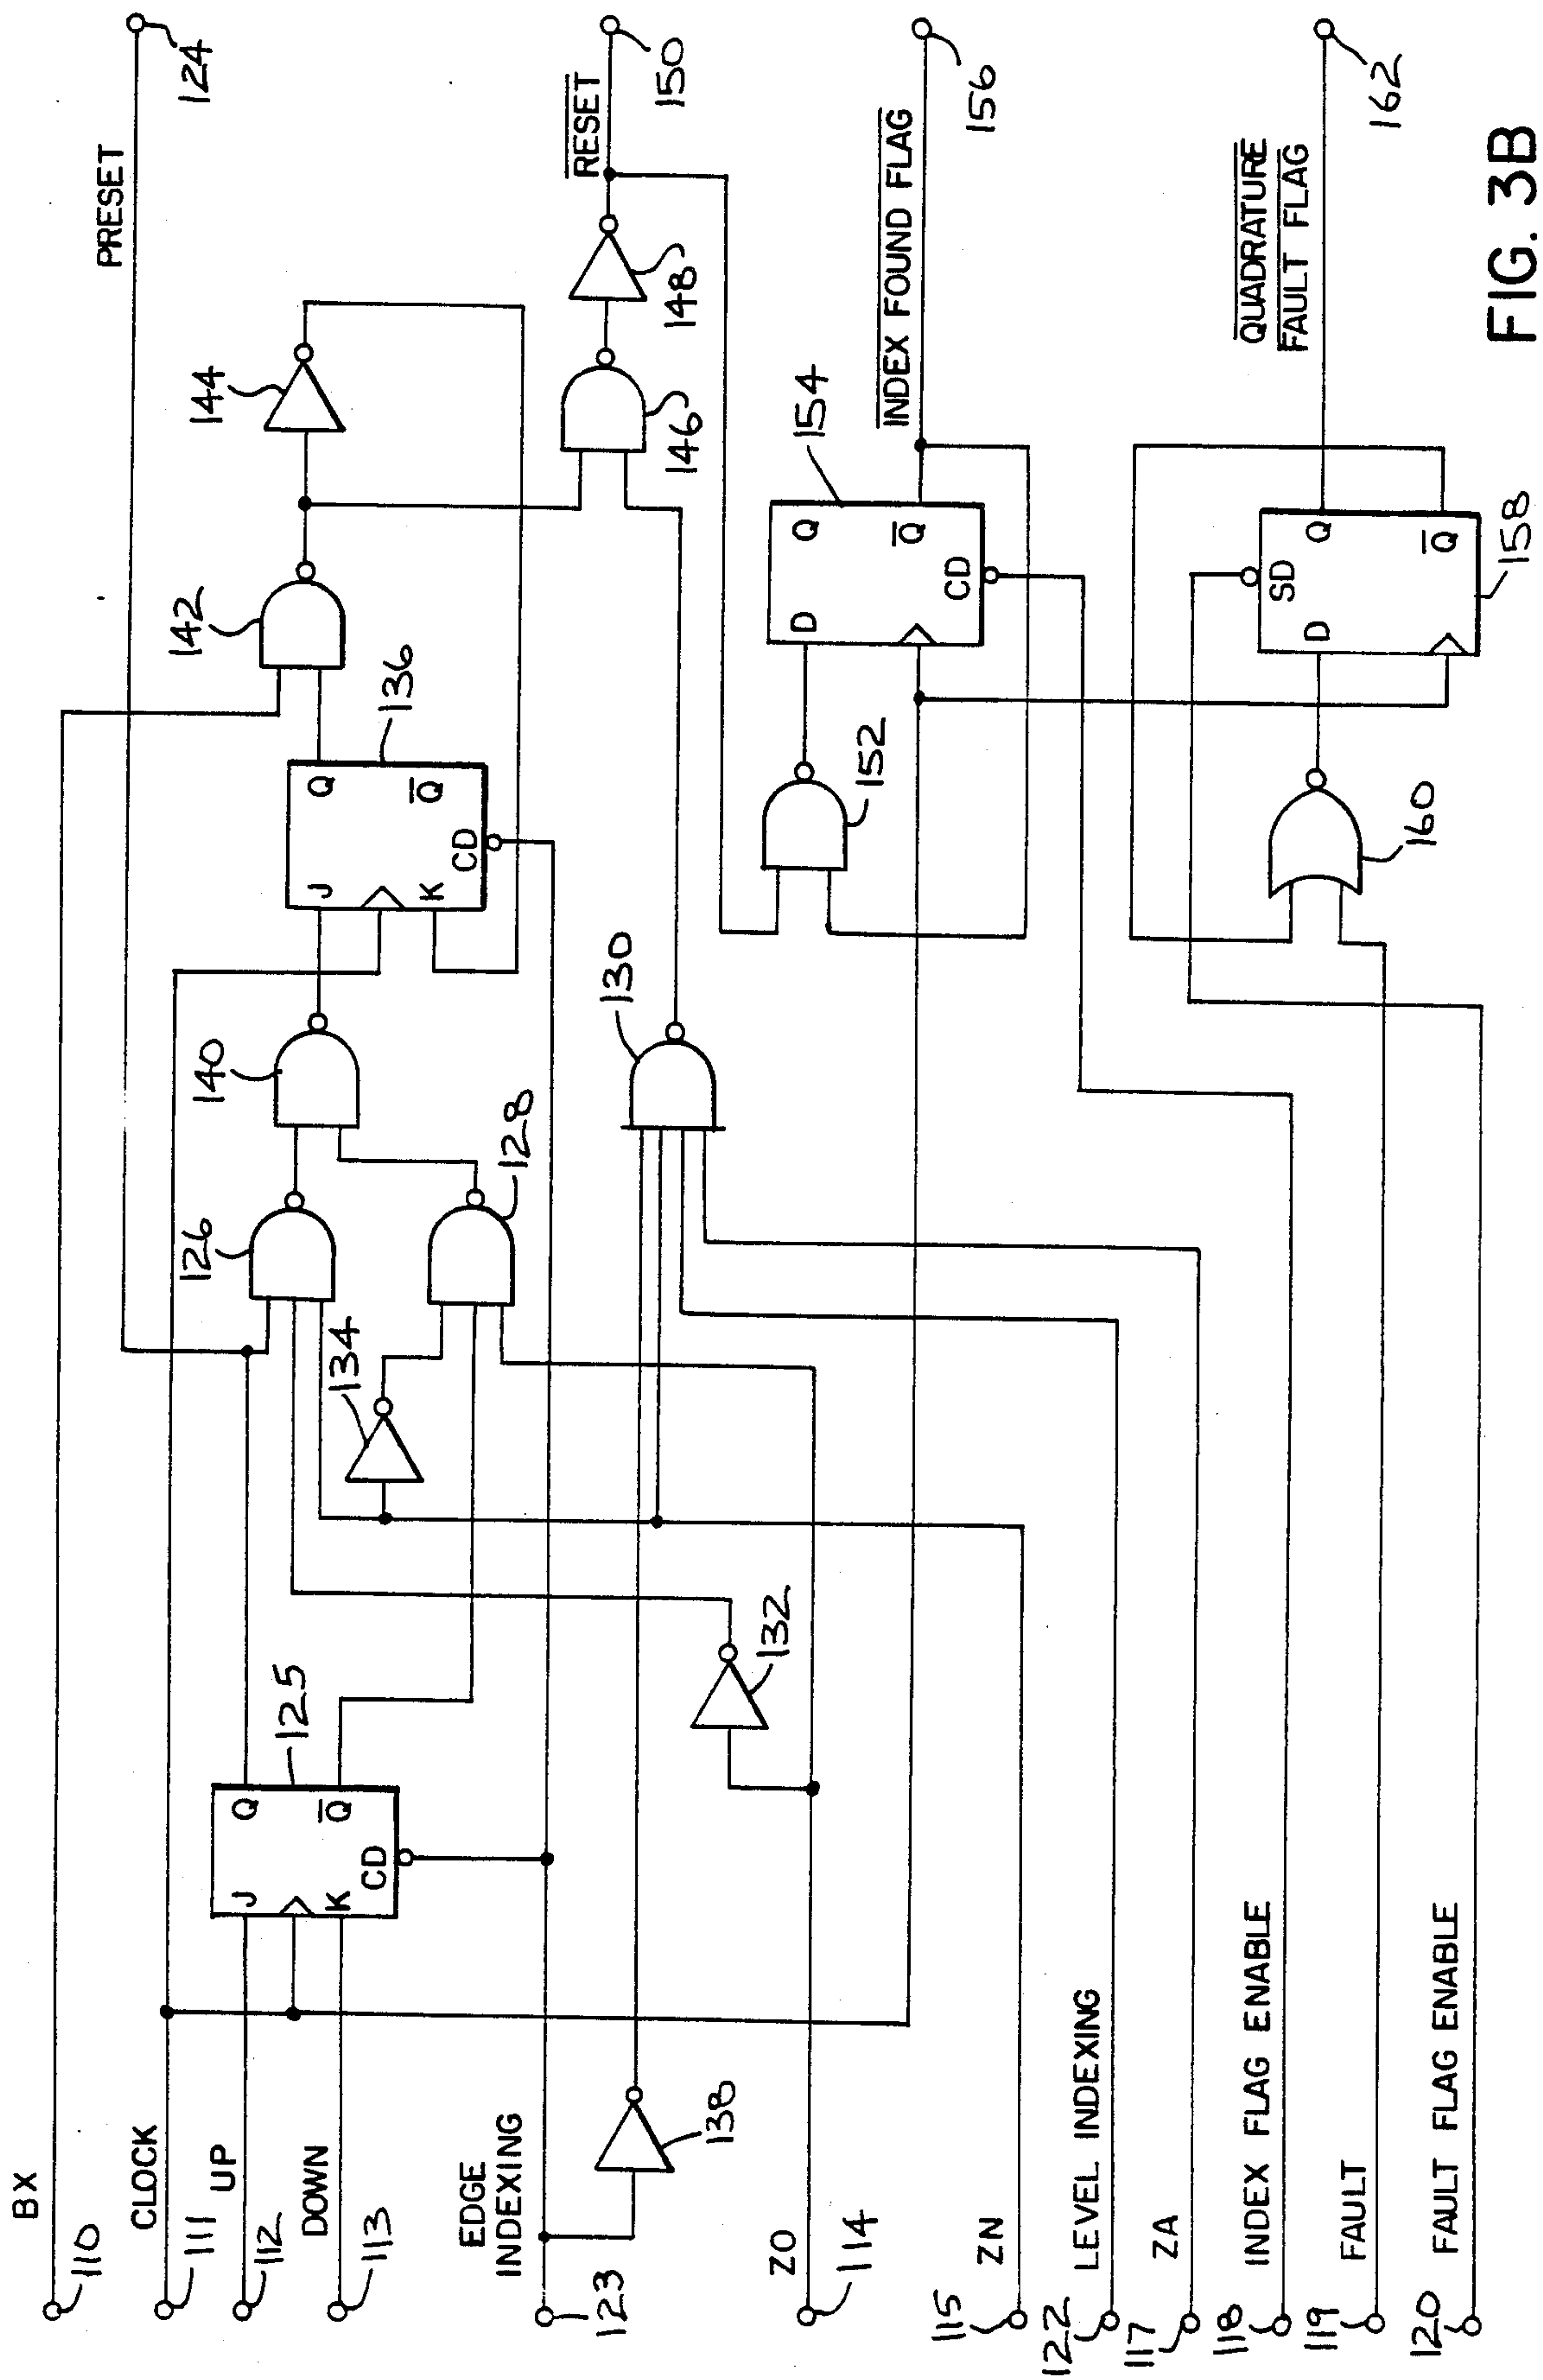 BX
110
CLOCK
111
UP
112
DOWN
113
EDGE
INDEXING
123
138
ZO
114
ZN
115
LEVEL INDEXING
122
ZA
117
INDEX FLAG ENABLE
118
FAULT
119
FAULT FLAG ENABLE
120
J
Q
K
Q
CD
125
132
134
126
128
140
130
J
Q
K
Q
CD
136
142
144
146
148
PRESET
124
RESET
150
152
D
Q
Q
CD
154
INDEX FOUND FLAG
156
160
SD
D
Q
Q
158
QUADRATURE
FAULT FLAG
162
FIG. 3B